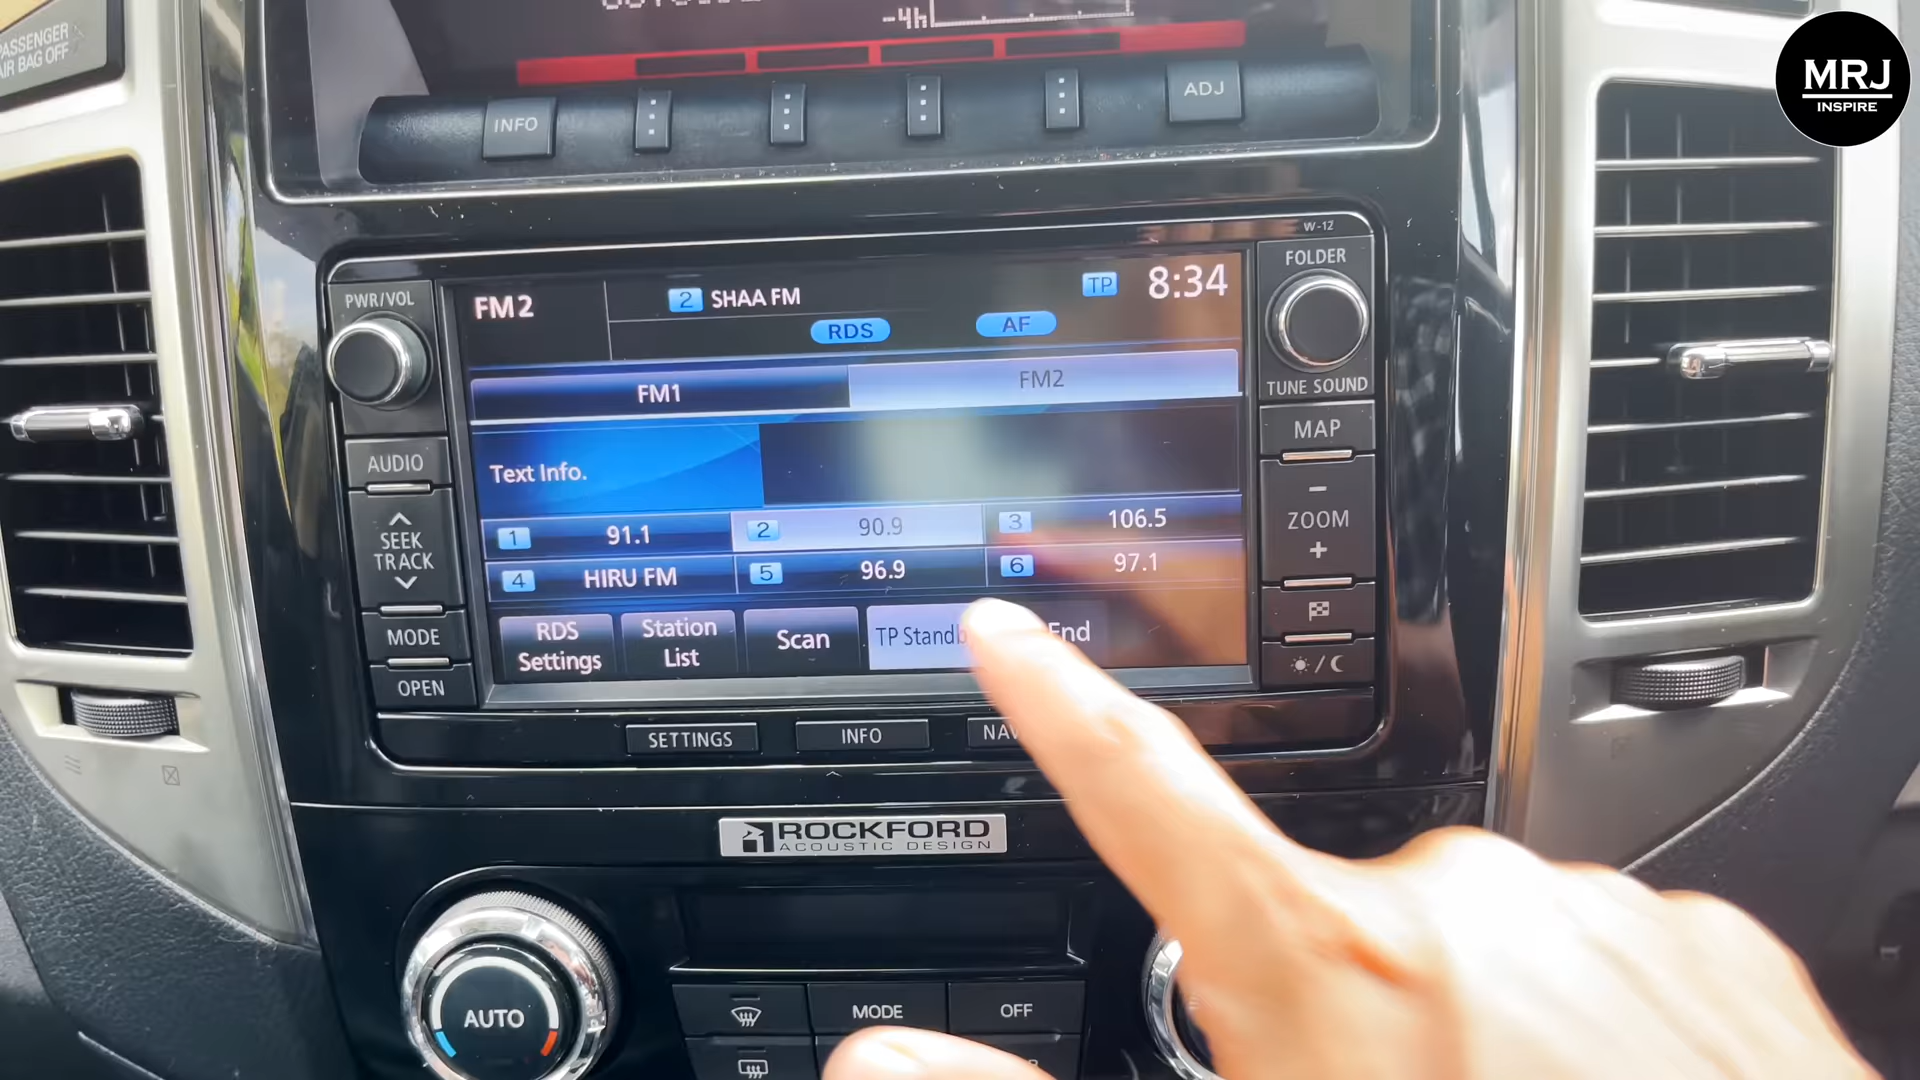 PASSENGER
AIR BAG OFF
-4h
INFO
ADJ
MRJ
INSPIRE
W-12
PWR/VOL
FM2
2 SHAA FM
TP
8:34
RDS
AF
FOLDER
TUNE SOUND
FM1
FM2
AUDIO
Text Info.
MAP
1 91.1
2 90.9
3 106.5
4 HIRU FM
5 96.9
6 97.1
SEEK
TRACK
-
ZOOM
+
MODE
RDS
Settings
Station
List
Scan
TP Standb
End
OPEN
SETTINGS
INFO
NAV
ROCKFORD
ACOUSTIC DESIGN
AUTO
MODE
OFF